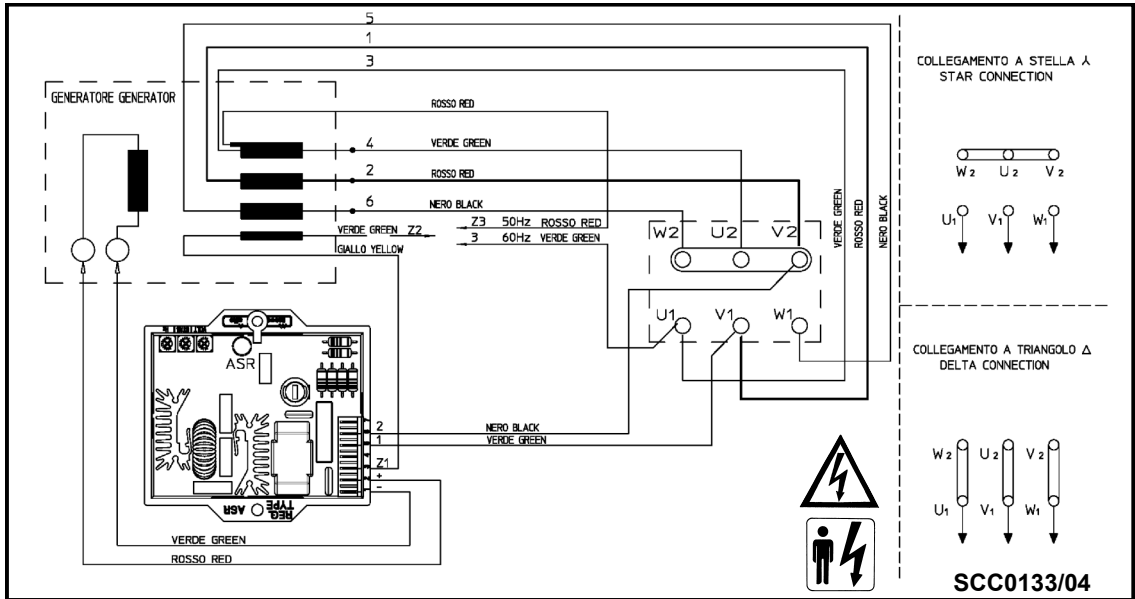 5
1
3
GENERATORE GENERATOR
ROSSO RED
4 VERDE GREEN
2 ROSSO RED
6 NERO BLACK
VERDE GREEN Z2
GIALLO YELLOW
Z3 50Hz ROSSO RED
3 60Hz VERDE GREEN
W2 U2 V2
U1 V1 W1
VERDE GREEN
ROSSO RED
NERO BLACK
ASR
2
1
Z1
+
-
NERO BLACK
VERDE GREEN
REG.
TYPE
ASR
VERDE GREEN
ROSSO RED
COLLEGAMENTO A STELLA
STAR CONNECTION
W2 U2 V2
U1 V1 W1
COLLEGAMENTO A TRIANGOLO Δ
DELTA CONNECTION
W2 U2 V2
U1 V1 W1
SCC0133/04